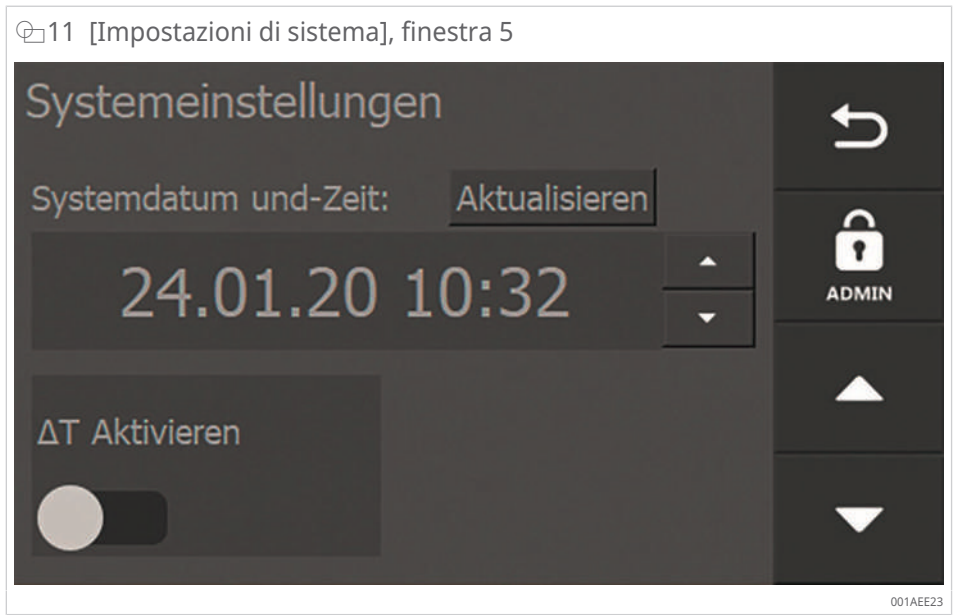 11 [Impostazioni di sistema], finestra 5
Systemeinstellungen
Systemdatum und-Zeit: Aktualisieren
24.01.20 10:32
ADMIN
ΔT Aktivieren
001AEE23